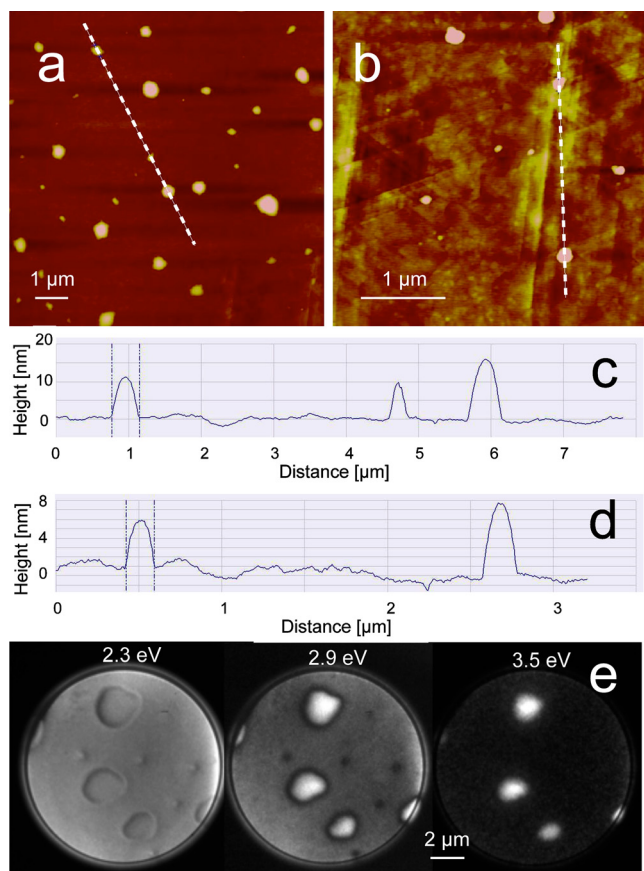 a
b
1 µm
1 µm
20
10
0
Height [nm]
c
0 1 2 3 4 5 6 7
Distance [µm]
8
4
0
Height [nm]
d
0 1 2 3
Distance [µm]
2.3 eV 2.9 eV 3.5 eV
e
2 µm